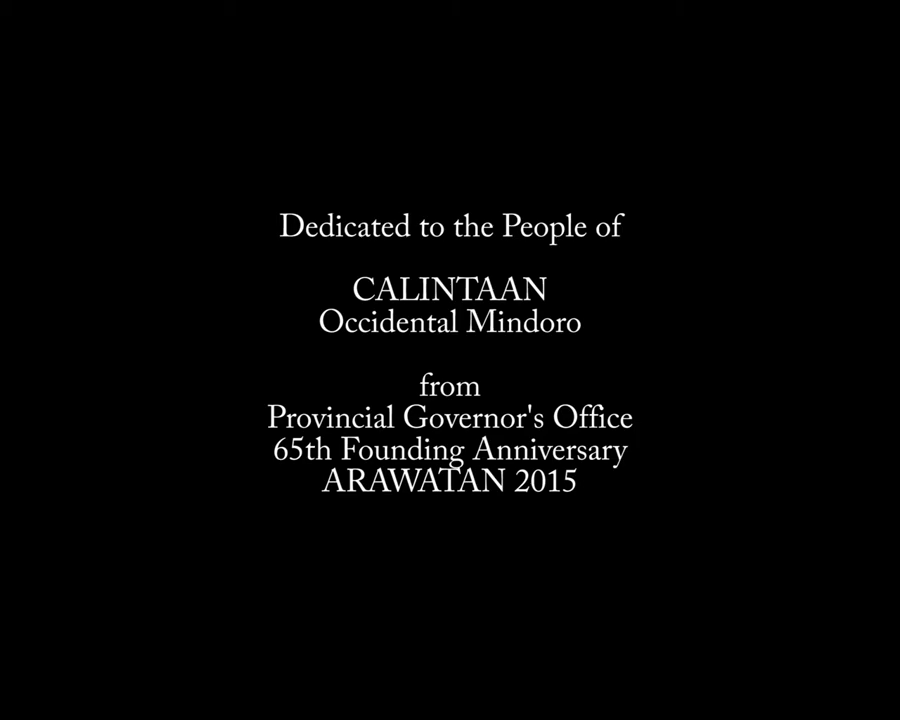 Dedicated to the People of
CALINTAAN
Occidental Mindoro
from
Provincial Governor's Office
65th Founding Anniversary
ARAWATAN 2015